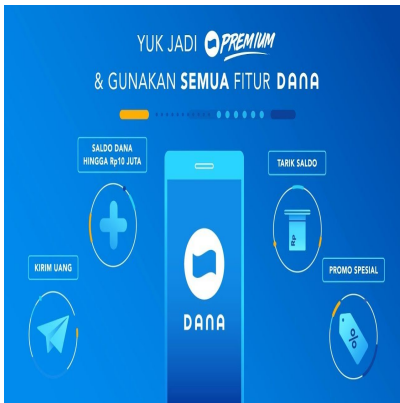 YUK JADI PREMIUM
& GUNAKAN SEMUA FITUR DANA
SALDO DANA
HINGGA Rp10 JUTA
TARIK SALDO
Rp
KIRIM UANG
PROMO SPESIAL
%
DANA